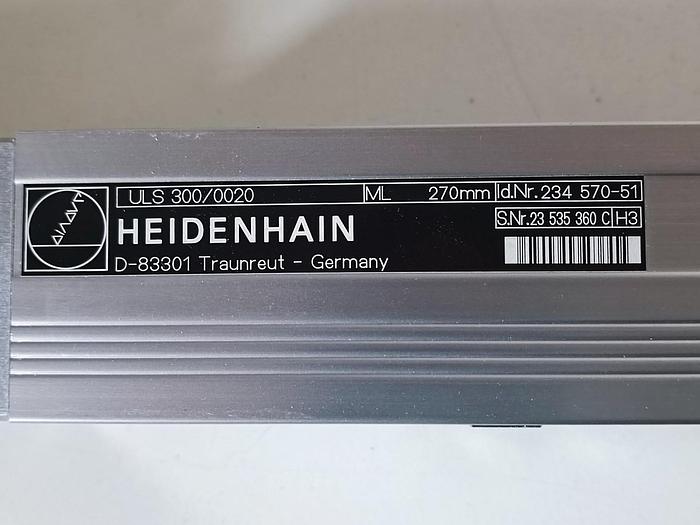 ULS 300/0020 ML 270mm Id.Nr. 234 570-51
S.Nr. 23 535 360 C H3
HEIDENHAIN
D-83301 Traunreut - Germany